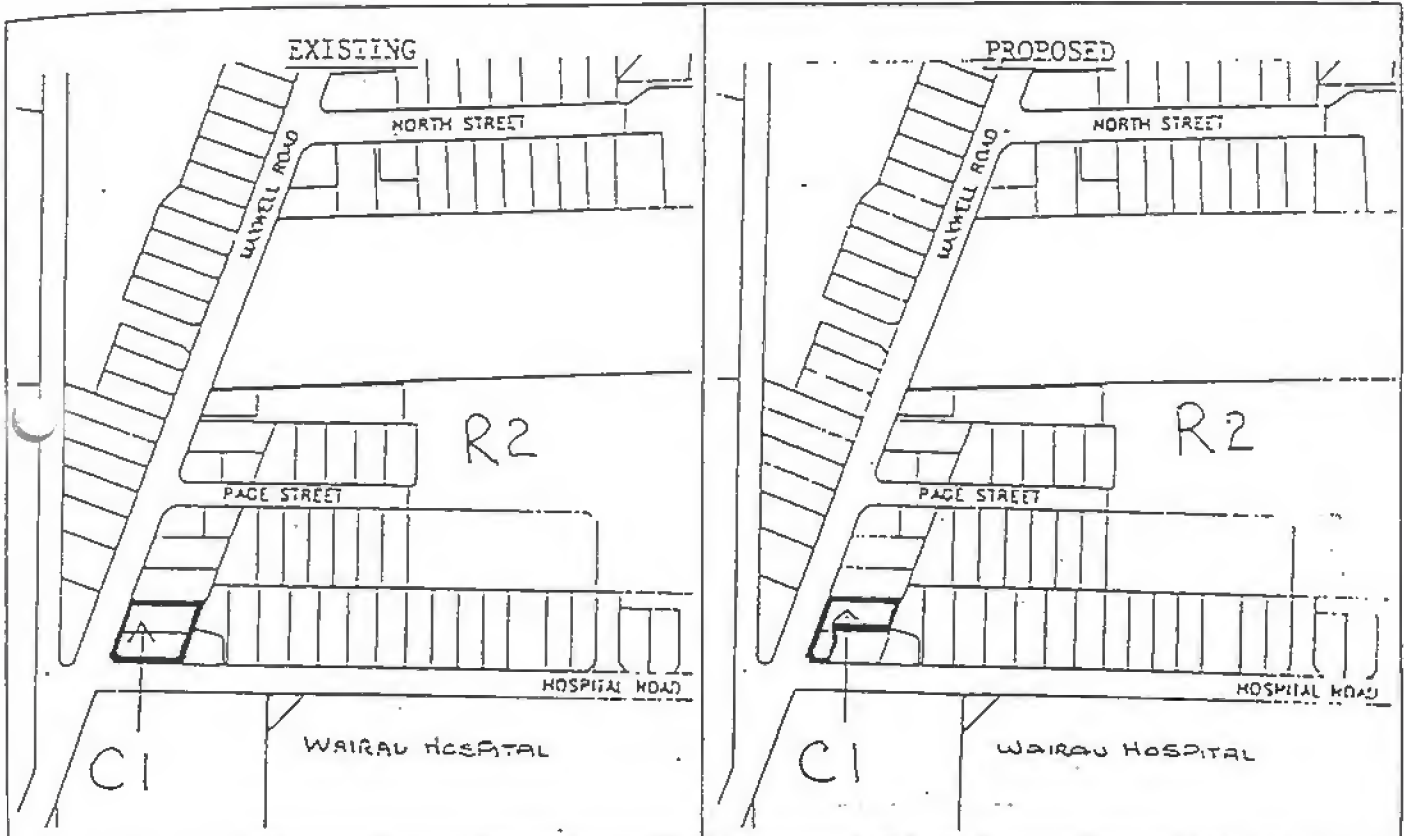 EXISTING
NORTH STREET
MAXWELL ROAD
R2
PAGE STREET
HOSPITAL ROAD
WAIRAU HOSPITAL
C1
PROPOSED
NORTH STREET
MAXWELL ROAD
R2
PAGE STREET
HOSPITAL ROAD
WAIRAU HOSPITAL
C1